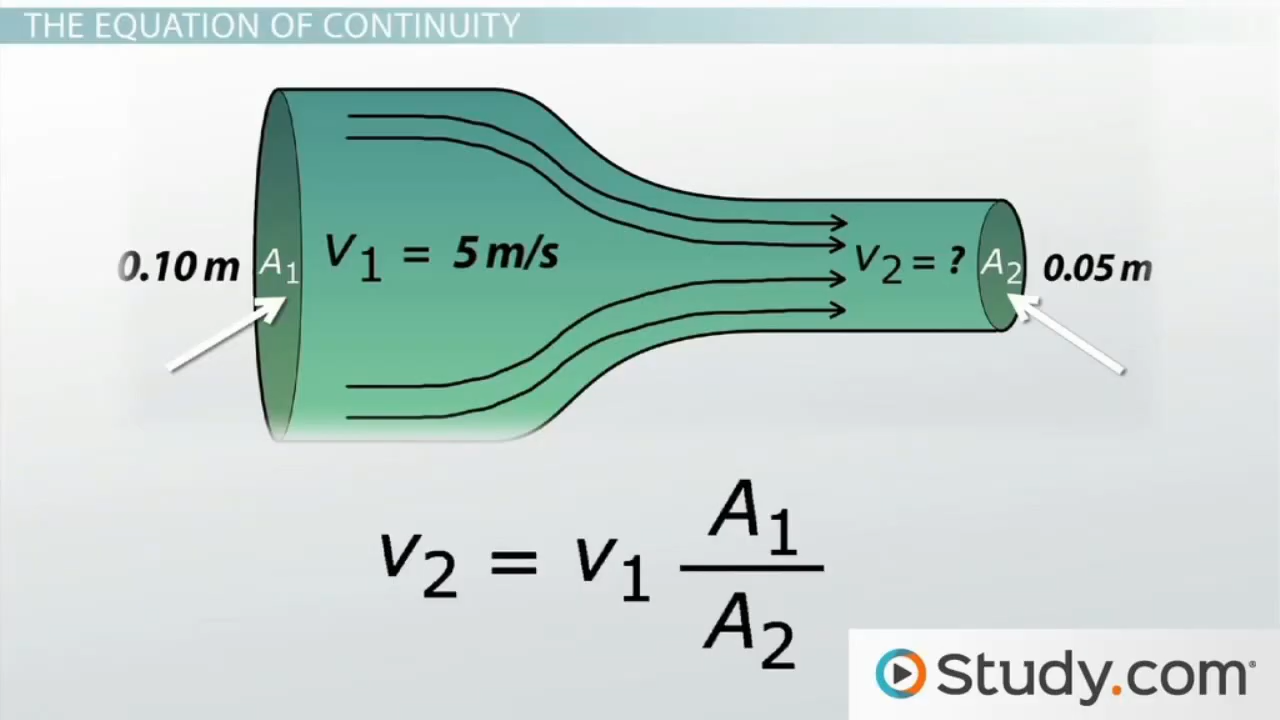 THE EQUATION OF CONTINUITY
0.10 m
A₁
V₁ = 5 m/s
V₂ = ?
A₂
0.05 m
v₂ = v₁ A₁
A₂
Study.com®